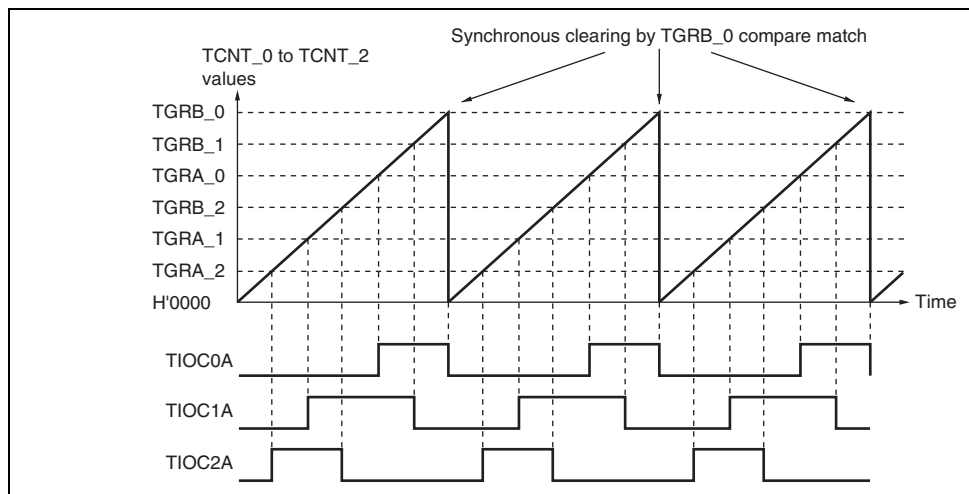 Synchronous clearing by TGRB_0 compare match
TCNT_0 to TCNT_2
values
TGRB_0
TGRB_1
TGRA_0
TGRB_2
TGRA_1
TGRA_2
H'0000
Time
TIOC0A
TIOC1A
TIOC2A